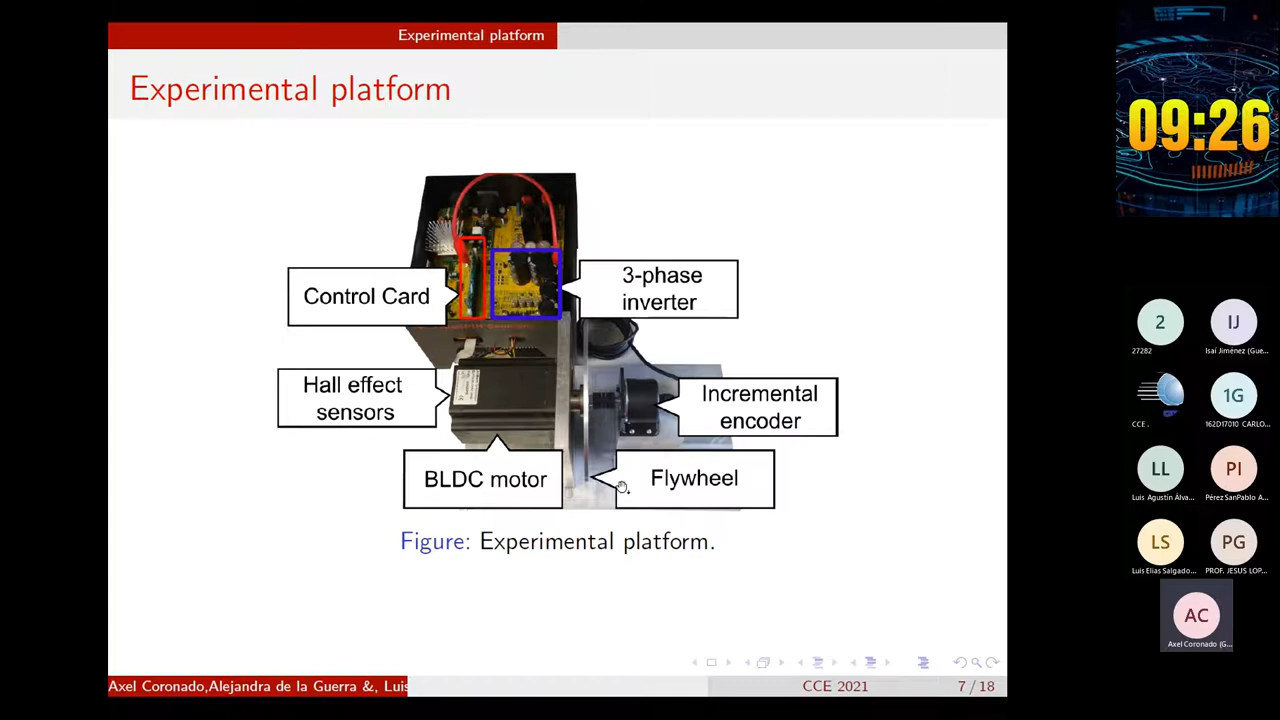 Experimental platform
Experimental platform
Control Card
3-phase
inverter
Hall effect
sensors
Incremental
encoder
BLDC motor
Flywheel
Figure: Experimental platform.
Axel Coronado,Alejandra de la Guerra &, Luis
CCE 2021
7 / 18
09:26
2
27282
IJ
Isaí Jiménez (Gue...
CCE .
1G
162D17010 CARLO...
LL
Luis Agustín Álva...
PI
Pérez SanPablo A...
LS
Luis Elias Salgado...
PG
PROF. JESUS LOP...
AC
Axel Coronado (G...